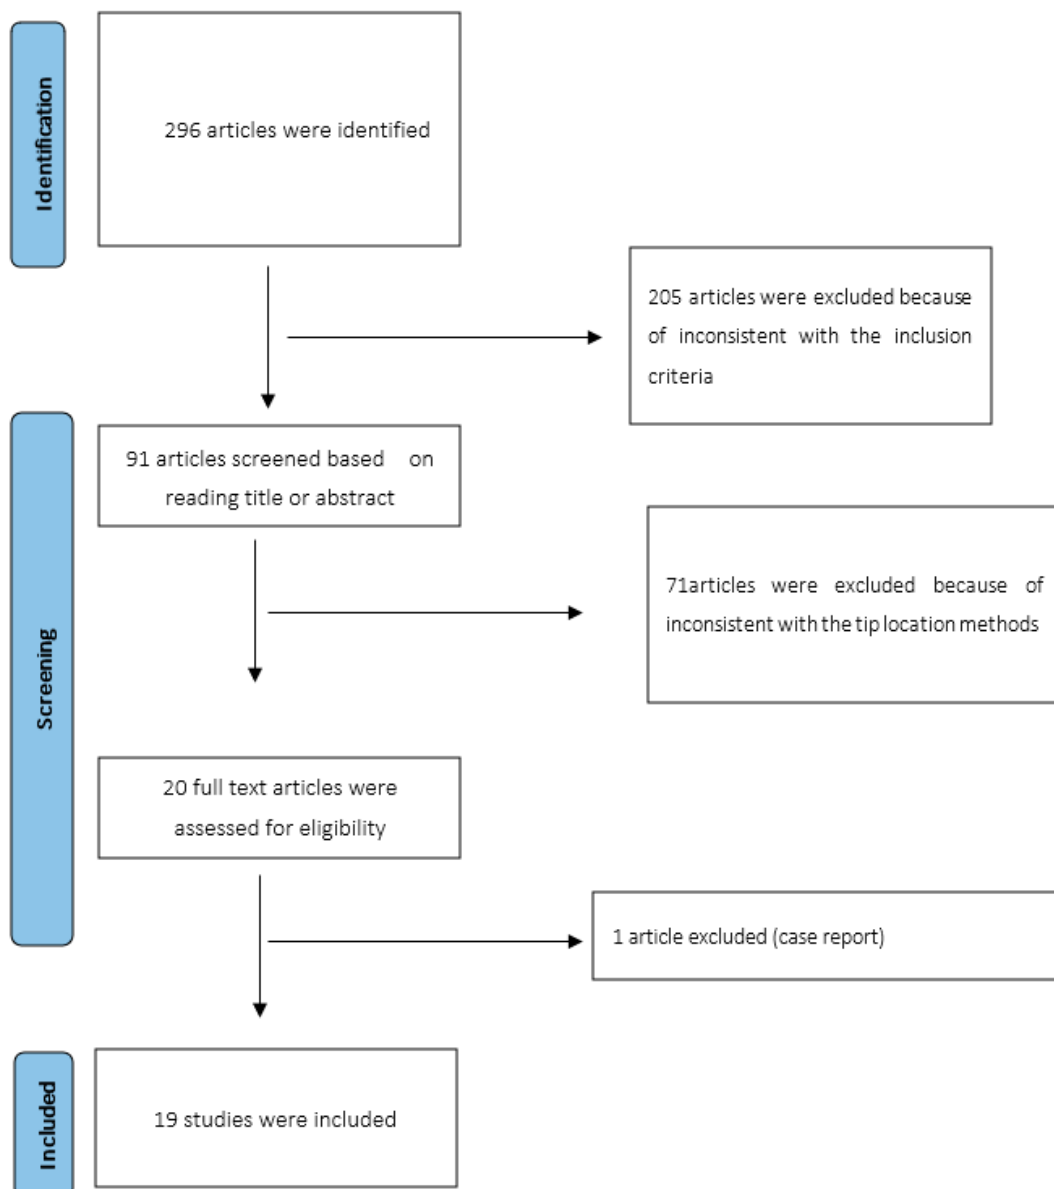 Identification
296 articles were identified
205 articles were excluded because
of inconsistent with the inclusion
criteria
Screening
91 articles screened based on
reading title or abstract
71articles were excluded because of
inconsistent with the tip location methods
20 full text articles were
assessed for eligibility
1 article excluded (case report)
Included
19 studies were included